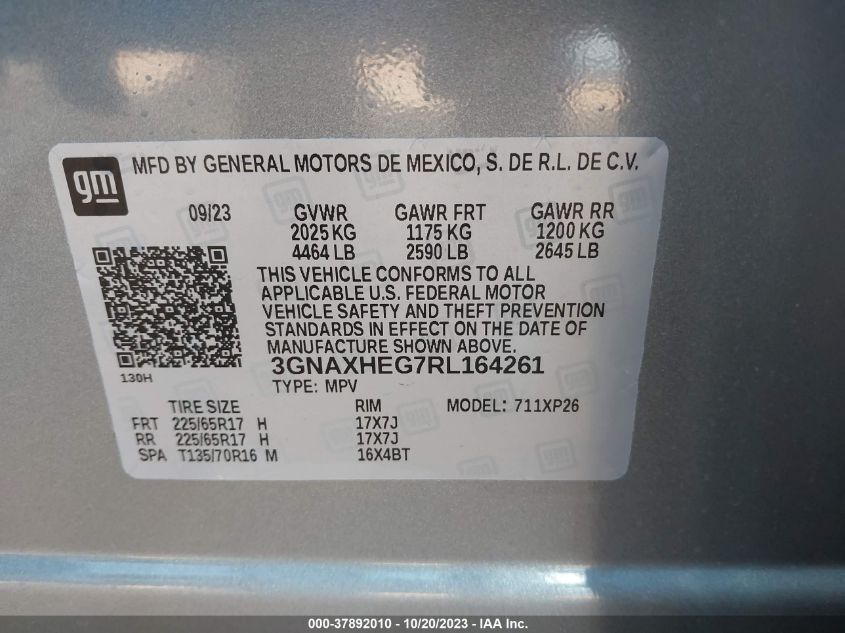 gm
MFD BY GENERAL MOTORS DE MEXICO, S. DE R.L. DE C.V.
09/23 GVWR GAWR FRT GAWR RR
2025 KG 1175 KG 1200 KG
4464 LB 2590 LB 2645 LB
THIS VEHICLE CONFORMS TO ALL
APPLICABLE U.S. FEDERAL MOTOR
VEHICLE SAFETY AND THEFT PREVENTION
STANDARDS IN EFFECT ON THE DATE OF
MANUFACTURE SHOWN ABOVE.
3GNAXHEG7RL164261
130H
TYPE: MPV
TIRE SIZE RIM MODEL: 711XP26
FRT 225/65R17 H 17X7J
RR 225/65R17 H 17X7J
SPA T135/70R16 M 16X4BT
000-37892010 - 10/20/2023 - IAA Inc.